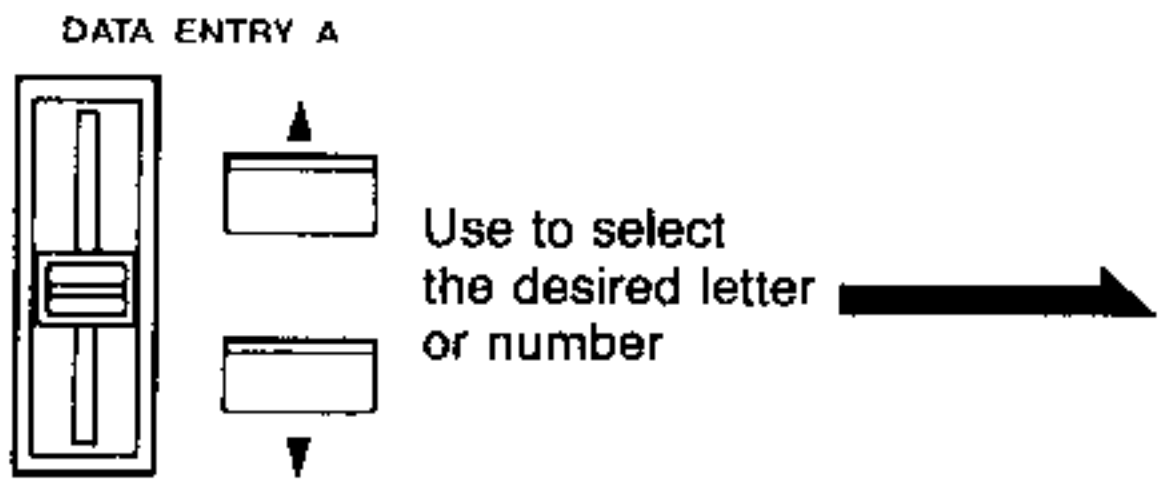 DATA ENTRY A
Use to select
the desired letter
or number